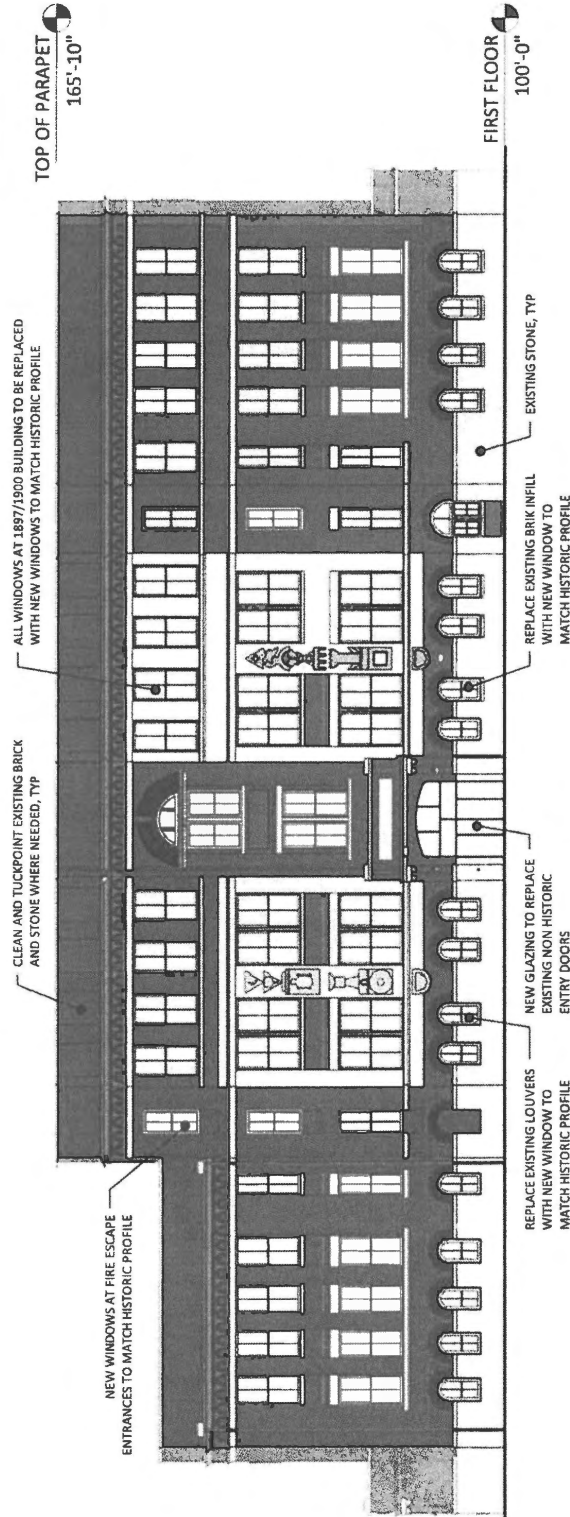 TOP OF PARAPET
165'-10"
ALL WINDOWS AT 1897/1900 BUILDING TO BE REPLACED
WITH NEW WINDOWS TO MATCH HISTORIC PROFILE
CLEAN AND TUCKPOINT EXISTING BRICK
AND STONE WHERE NEEDED, TYP
NEW WINDOWS AT FIRE ESCAPE
ENTRANCES TO MATCH HISTORIC PROFILE
FIRST FLOOR
100'-0"
EXISTING STONE, TYP
REPLACE EXISTING BRIK INFILL
WITH NEW WINDOW TO
MATCH HISTORIC PROFILE
NEW GLAZING TO REPLACE
EXISTING NON HISTORIC
ENTRY DOORS
REPLACE EXISTING LOUVERS
WITH NEW WINDOW TO
MATCH HISTORIC PROFILE